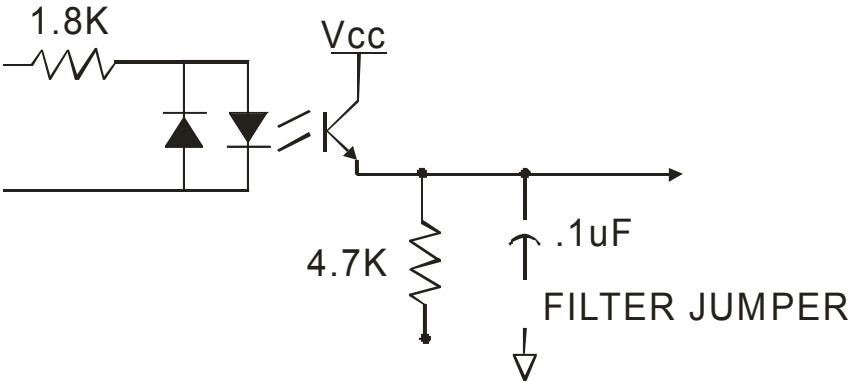 1.8K
Vcc
.1uF
4.7K
FILTER JUMPER